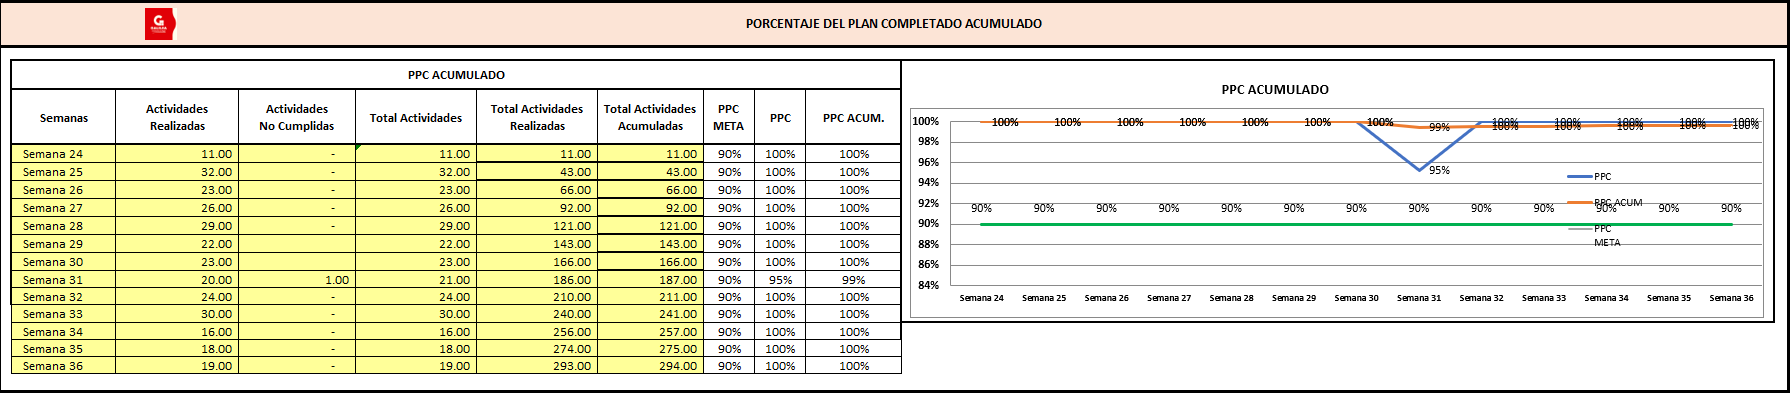 PORCENTAJE DEL PLAN COMPLETADO ACUMULADO
G
PPC ACUMULADO
Semanas Actividades Realizadas Actividades No Cumplidas Total Actividades Total Actividades Realizadas Total Actividades Acumuladas PPC META PPC PPC ACUM.
Semana 24 11.00 - 11.00 11.00 11.00 90% 100% 100%
Semana 25 32.00 - 32.00 43.00 43.00 90% 100% 100%
Semana 26 23.00 - 23.00 66.00 66.00 90% 100% 100%
Semana 27 26.00 - 26.00 92.00 92.00 90% 100% 100%
Semana 28 29.00 - 29.00 121.00 121.00 90% 100% 100%
Semana 29 22.00 22.00 143.00 143.00 90% 100% 100%
Semana 30 23.00 23.00 166.00 166.00 90% 100% 100%
Semana 31 20.00 1.00 21.00 186.00 187.00 90% 95% 99%
Semana 32 24.00 - 24.00 210.00 211.00 90% 100% 100%
Semana 33 30.00 - 30.00 240.00 241.00 90% 100% 100%
Semana 34 16.00 - 16.00 256.00 257.00 90% 100% 100%
Semana 35 18.00 - 18.00 274.00 275.00 90% 100% 100%
Semana 36 19.00 - 19.00 293.00 294.00 90% 100% 100%
PPC ACUMULADO
100% 100% 100% 100% 100% 100% 100% 100% 100% 100% 100% 100% 100%
99% 100% 100% 100% 100% 100%
98%
96%
95%
94%
PPC
92%
PPC ACUM
90% 90% 90% 90% 90% 90% 90% 90% 90% 90% 90% 90% 90%
90%
PPC
META
88%
86%
84%
Semana 24 Semana 25 Semana 26 Semana 27 Semana 28 Semana 29 Semana 30 Semana 31 Semana 32 Semana 33 Semana 34 Semana 35 Semana 36